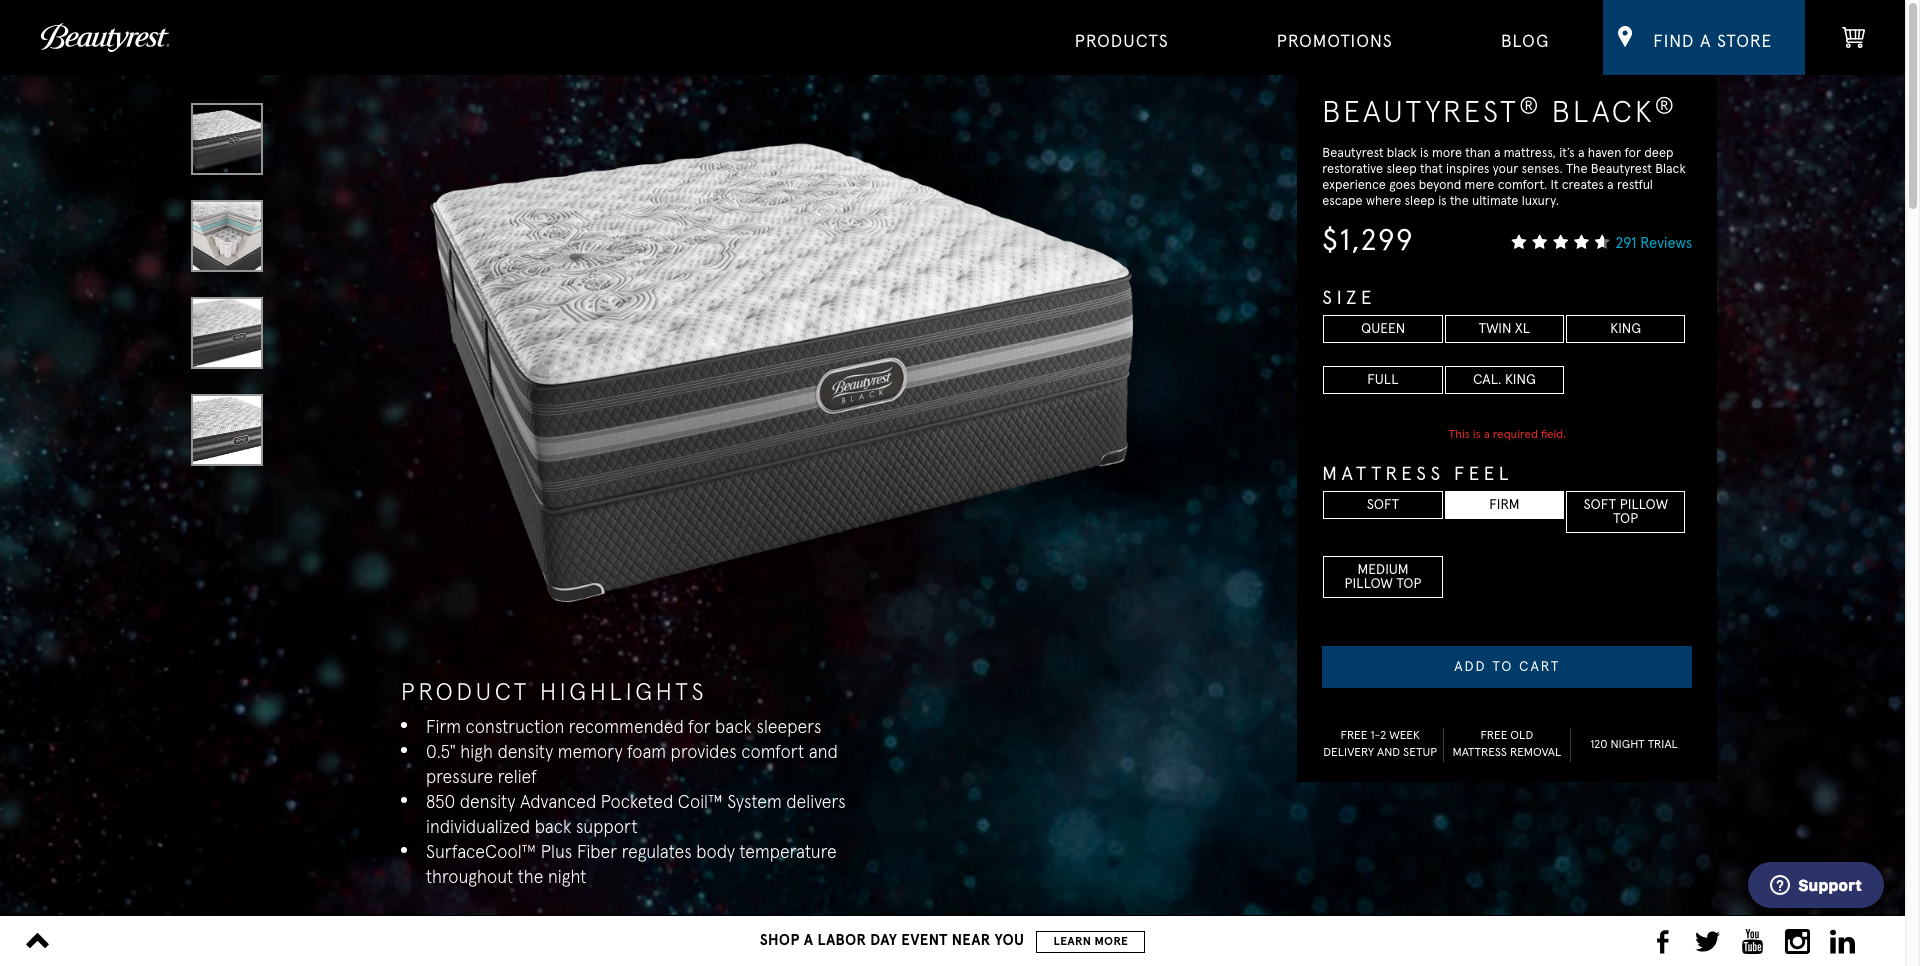 Beautyrest
PRODUCTS
PROMOTIONS
BLOG
FIND A STORE
BEAUTYREST® BLACK®
Beautyrest black is more than a mattress, it’s a haven for deep
restorative sleep that inspires your senses. The Beautyrest Black
experience goes beyond mere comfort. It creates a restful
escape where sleep is the ultimate luxury.
$1,299
291 Reviews
SIZE
QUEEN
TWIN XL
KING
FULL
CAL. KING
This is a required field.
MATTRESS FEEL
SOFT
FIRM
SOFT PILLOW
TOP
MEDIUM
PILLOW TOP
ADD TO CART
FREE 1-2 WEEK
DELIVERY AND SETUP
FREE OLD
MATTRESS REMOVAL
120 NIGHT TRIAL
Beautyrest
BLACK
PRODUCT HIGHLIGHTS
• Firm construction recommended for back sleepers
• 0.5" high density memory foam provides comfort and
pressure relief
• 850 density Advanced Pocketed Coil™ System delivers
individualized back support
• SurfaceCool™ Plus Fiber regulates body temperature
throughout the night
Support
SHOP A LABOR DAY EVENT NEAR YOU
LEARN MORE
You
Tube